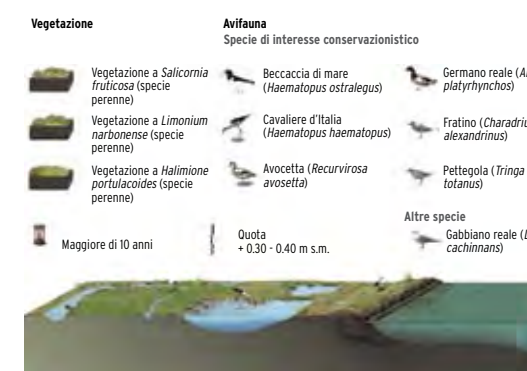 Vegetazione
Vegetazione a Salicornia
fruticosa (specie
perenne)
Vegetazione a Limonium
narbonense (specie
perenne)
Vegetazione a Halimione
portulacoides (specie
perenne)
Maggiore di 10 anni
Avifauna
Specie di interesse conservazionistico
Beccaccia di mare
(Haematopus ostralegus)
Cavaliere d'Italia
(Haematopus haematopus)
Avocetta (Recurvirosa
avosetta)
Quota
+ 0.30 - 0.40 m s.m.
Germano reale (A
platyrhynchos)
Fratino (Charadriu
alexandrinus)
Pettegola (Tringa
totanus)
Altre specie
Gabbiano reale (L
cachinnans)